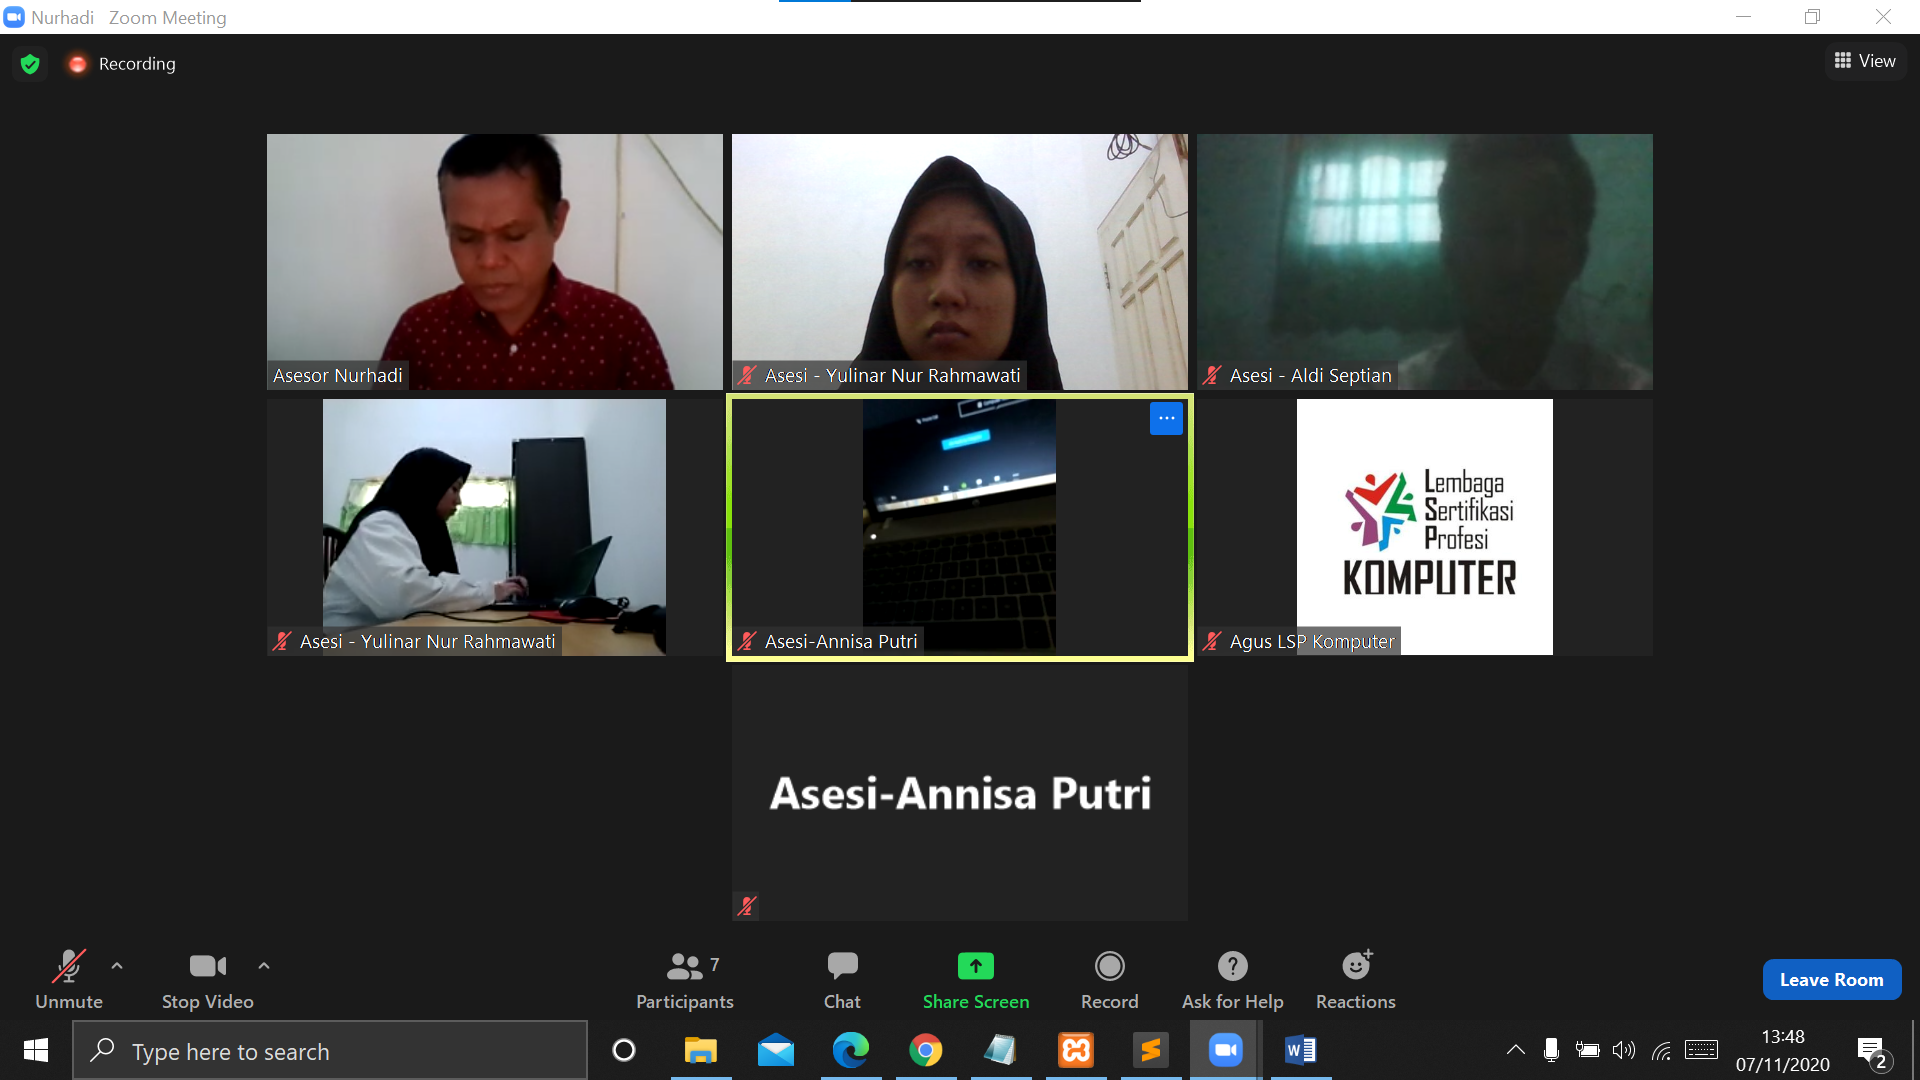 Nurhadi Zoom Meeting
Recording
View
Asesor Nurhadi
Asesi - Yulinar Nur Rahmawati
Asesi - Aldi Septian
Asesi - Yulinar Nur Rahmawati
Asesi-Annisa Putri
Lembaga
Sertifikasi
Profesi
KOMPUTER
Agus LSP Komputer
Asesi-Annisa Putri
Unmute
Stop Video
7
Participants
Chat
Share Screen
Record
Ask for Help
Reactions
Leave Room
Type here to search
13:48
07/11/2020
2